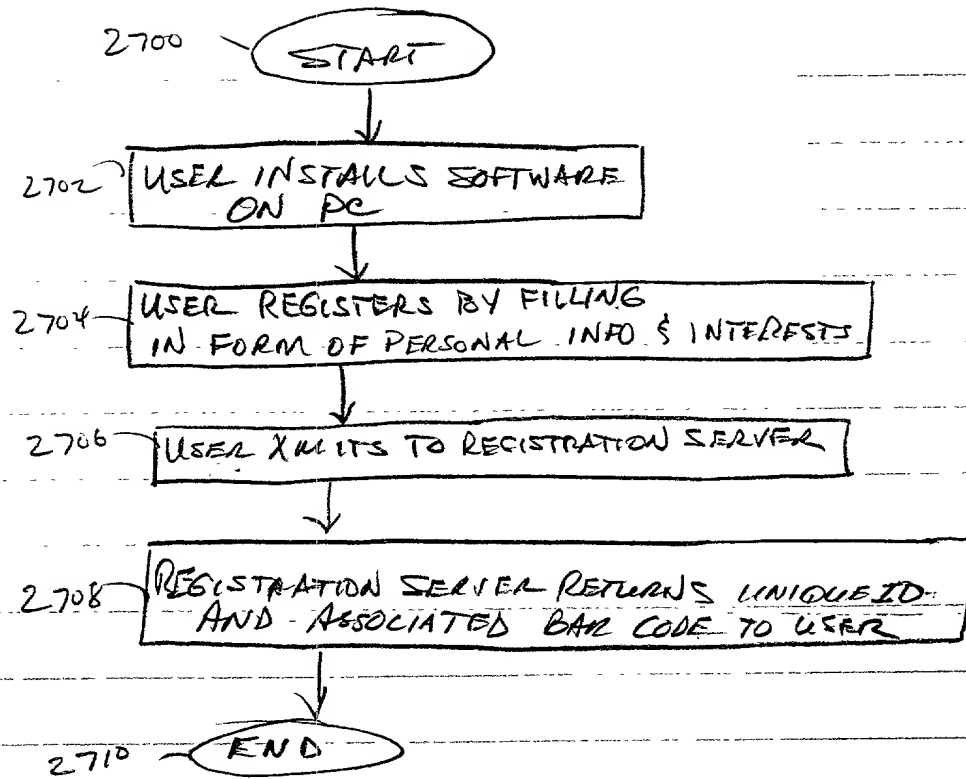 2700 START
2702 USER INSTALLS SOFTWARE
ON PC
2704 USER REGISTERS BY FILLING
IN FORM OF PERSONAL INFO & INTERESTS
2706 USER XMITS TO REGISTRATION SERVER
2708 REGISTRATION SERVER RETURNS UNIQUE ID
AND ASSOCIATED BAR CODE TO USER
2710 END